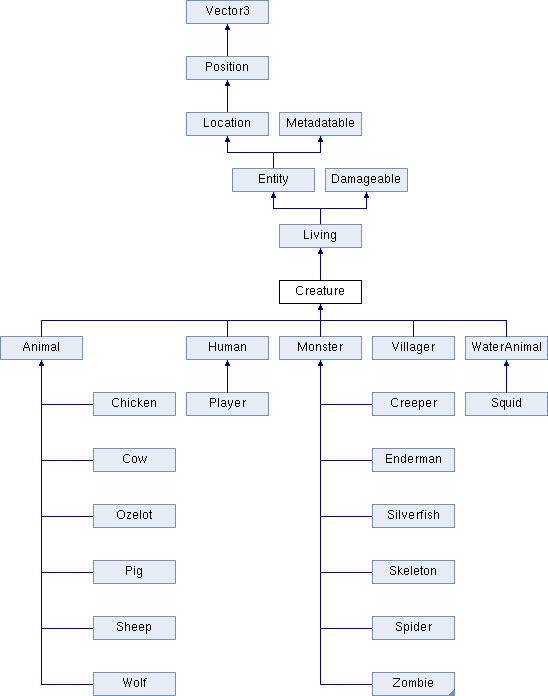 Vector3
Position
Location
Metadatable
Entity
Damageable
Living
Creature
Animal
Human
Monster
Villager
WaterAnimal
Chicken
Player
Creeper
Squid
Cow
Enderman
Ozelot
Silverfish
Pig
Skeleton
Sheep
Spider
Wolf
Zombie